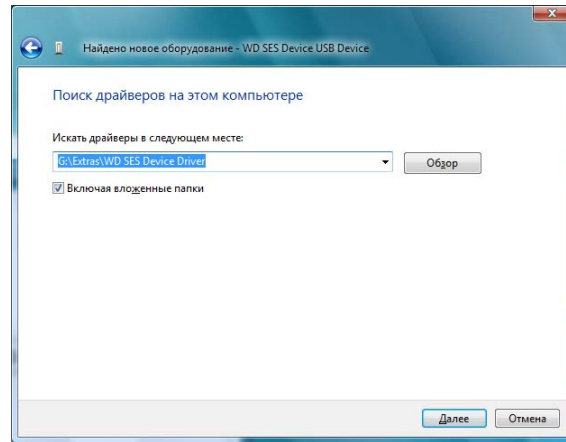 Найдено новое оборудование - WD SES Device USB Device
Поиск драйверов на этом компьютере
Искать драйверы в следующем месте:
G:\Extras\WD SES Device Driver
Обзор
Включая вложенные папки
Далее
Отмена